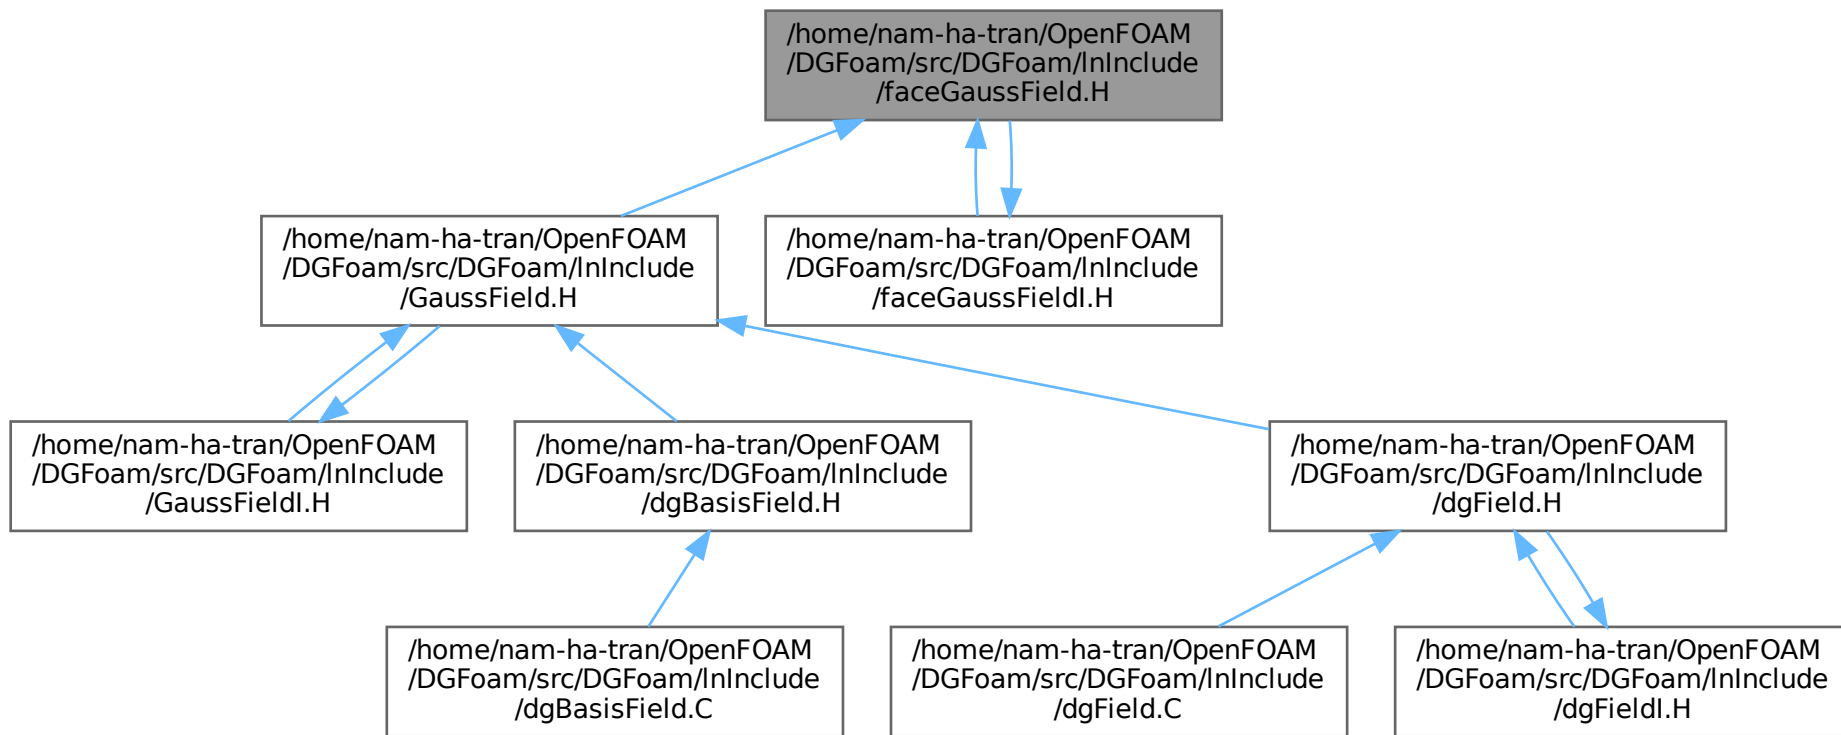 /home/nam-ha-tran/OpenFOAM
/DGFoam/src/DGFoam/lnInclude
/faceGaussField.H
/home/nam-ha-tran/OpenFOAM
/DGFoam/src/DGFoam/lnInclude
/GaussField.H
/home/nam-ha-tran/OpenFOAM
/DGFoam/src/DGFoam/lnInclude
/faceGaussFieldI.H
/home/nam-ha-tran/OpenFOAM
/DGFoam/src/DGFoam/lnInclude
/GaussFieldI.H
/home/nam-ha-tran/OpenFOAM
/DGFoam/src/DGFoam/lnInclude
/dgBasisField.H
/home/nam-ha-tran/OpenFOAM
/DGFoam/src/DGFoam/lnInclude
/dgField.H
/home/nam-ha-tran/OpenFOAM
/DGFoam/src/DGFoam/lnInclude
/dgBasisField.C
/home/nam-ha-tran/OpenFOAM
/DGFoam/src/DGFoam/lnInclude
/dgField.C
/home/nam-ha-tran/OpenFOAM
/DGFoam/src/DGFoam/lnInclude
/dgFieldI.H